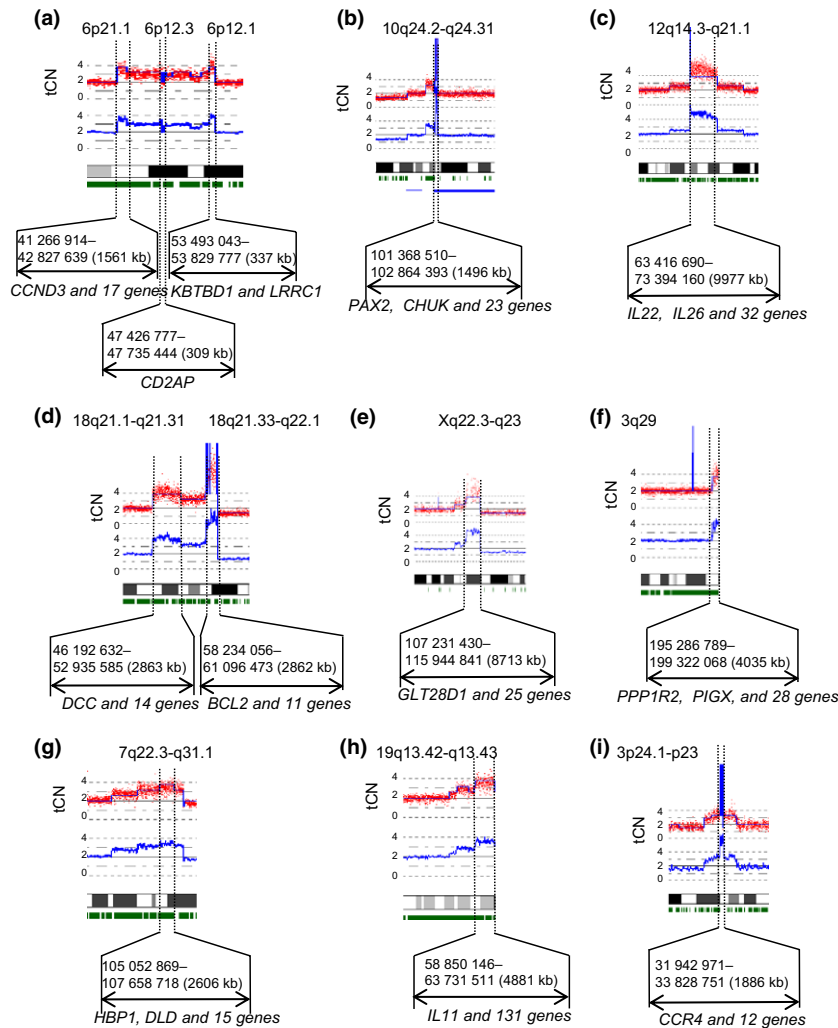 (a)
6p21.1 6p12.3 6p12.1
tCN
4
2
0
4
2
0
41 266 914–
42 827 639 (1561 kb)
CCND3 and 17 genes
53 493 043–
53 829 777 (337 kb)
KBTBD1 and LRRC1
47 426 777–
47 735 444 (309 kb)
CD2AP
(b)
10q24.2-q24.31
tCN
4
2
0
4
2
0
101 368 510–
102 864 393 (1496 kb)
PAX2, CHUK and 23 genes
(c)
12q14.3-q21.1
tCN
4
2
0
4
2
0
63 416 690–
73 394 160 (9977 kb)
IL22, IL26 and 32 genes
(d)
18q21.1-q21.31 18q21.33-q22.1
tCN
4
2
0
4
2
0
46 192 632–
52 935 585 (2863 kb)
DCC and 14 genes
58 234 056–
61 096 473 (2862 kb)
BCL2 and 11 genes
(e)
Xq22.3-q23
tCN
4
2
0
4
2
0
107 231 430–
115 944 841 (8713 kb)
GLT28D1 and 25 genes
(f)
3q29
tCN
4
2
0
4
2
0
195 286 789–
199 322 068 (4035 kb)
PPP1R2, PIGX, and 28 genes
(g)
7q22.3-q31.1
tCN
4
2
0
4
2
0
105 052 869–
107 658 718 (2606 kb)
HBP1, DLD and 15 genes
(h)
19q13.42-q13.43
tCN
4
2
0
4
2
0
58 850 146–
63 731 511 (4881 kb)
IL11 and 131 genes
(i)
3p24.1-p23
tCN
4
2
0
4
2
0
31 942 971–
33 828 751 (1886 kb)
CCR4 and 12 genes